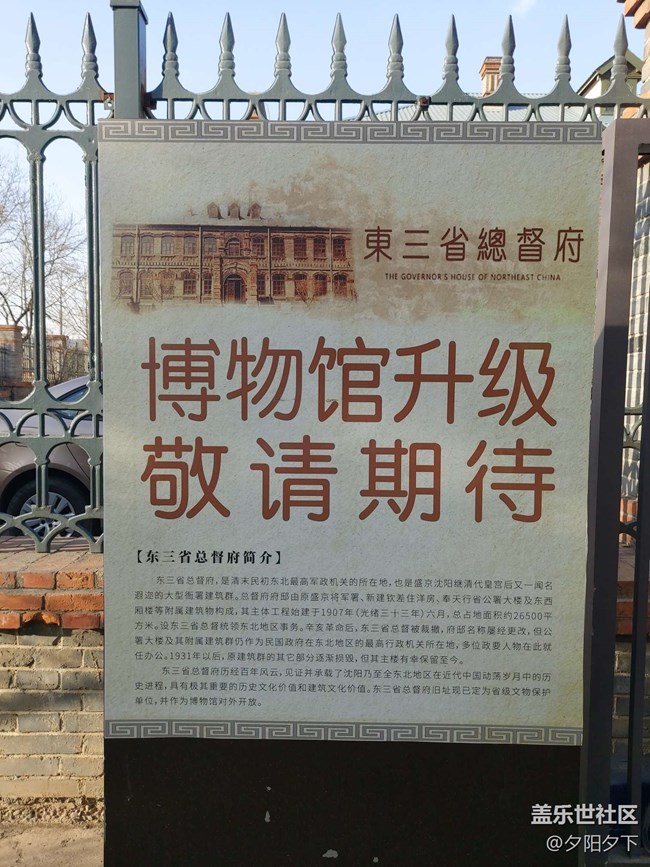 東三省總督府
THE GOVERNOR'S HOUSE OF NORTHEAST CHINA
博物馆升级
敬请期待
【东三省总督府简介】
东三省总督府,是清末民初东北最高军政机关的所在地,也是盛京沈阳继清代皇宫后又一闻名
遐迩的大型衙署建筑群。总督府府邸由原盛京将军署、新建钦差住洋房、奉天行省公署大楼及东西
厢楼等附属建筑物构成,其主体工程始建于1907年(光绪三十三年)六月,总占地面积约26500平
方米。设东三省总督统领东北地区事务。辛亥革命后,东三省总督被裁撤,府邸名称屡经更改,但公
署大楼及其附属建筑群仍作为民国政府在东北地区的最高行政机关所在地,多位政要人物在此就
任办公。1931年以后,原建筑群的其它部分逐渐损毁,但其主楼有幸保留至今。
东三省总督府历经百年风云,见证并承载了沈阳乃至全东北地区在近代中国动荡岁月中的历
史进程,具有极其重要的历史文化价值和建筑文化价值。东三省总督府旧址现已定为省级文物保护
单位,并作为博物馆对外开放。
盖乐世社区
@夕阳夕下